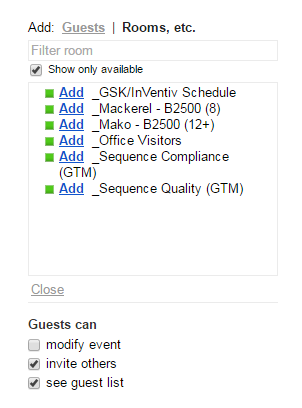 Add: Guests | Rooms, etc.
Filter room
Show only available
Add _GSK/InVentiv Schedule
Add _Mackerel - B2500 (8)
Add _Mako - B2500 (12+)
Add _Office Visitors
Add _Sequence Compliance
(GTM)
Add _Sequence Quality (GTM)
Close
Guests can
modify event
invite others
see guest list